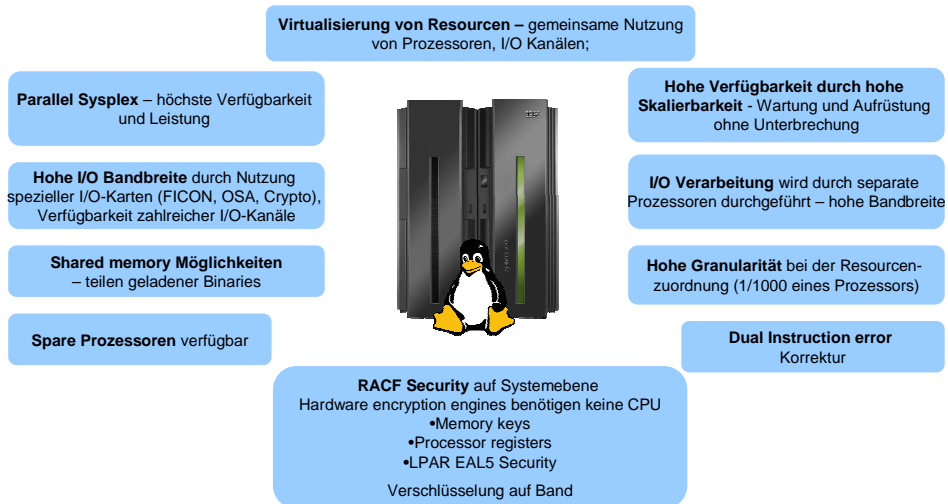 Virtualisierung von Resourcen – gemeinsame Nutzung
von Prozessoren, I/O Kanälen;
Parallel Sysplex – höchste Verfügbarkeit
und Leistung
Hohe Verfügbarkeit durch hohe
Skalierbarkeit - Wartung und Aufrüstung
ohne Unterbrechung
Hohe I/O Bandbreite durch Nutzung
spezieller I/O-Karten (FICON, OSA, Crypto),
Verfügbarkeit zahlreicher I/O-Kanäle
I/O Verarbeitung wird durch separate
Prozessoren durchgeführt – hohe Bandbreite
Shared memory Möglichkeiten
– teilen geladener Binaries
Hohe Granularität bei der Resourcen-
zuordnung (1/1000 eines Prozessors)
Spare Prozessoren verfügbar
Dual Instruction error
Korrektur
RACF Security auf Systemebene
Hardware encryption engines benötigen keine CPU
•Memory keys
•Processor registers
•LPAR EAL5 Security
Verschlüsselung auf Band
IBM